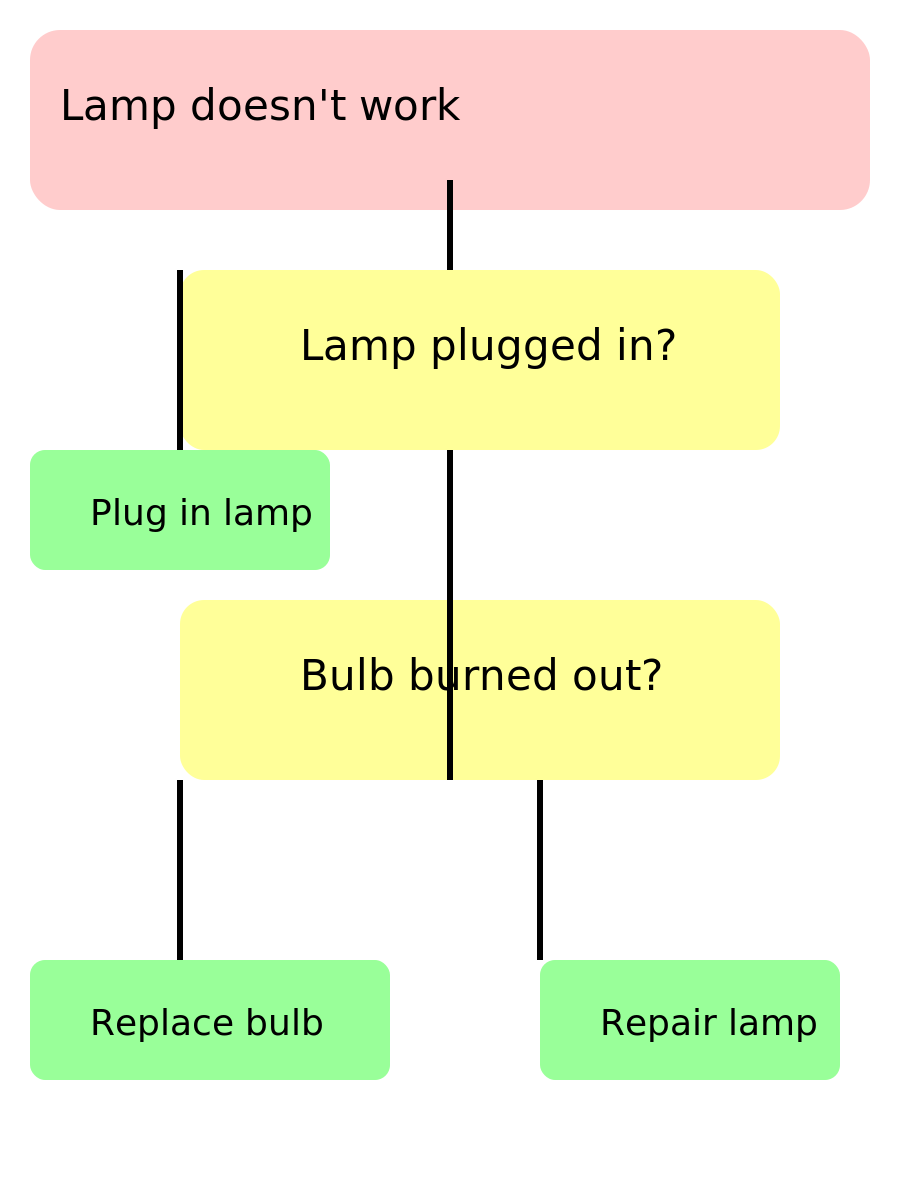 Lamp doesn't work
Lamp plugged in?
Plug in lamp
Bulb burned out?
Replace bulb
Repair lamp